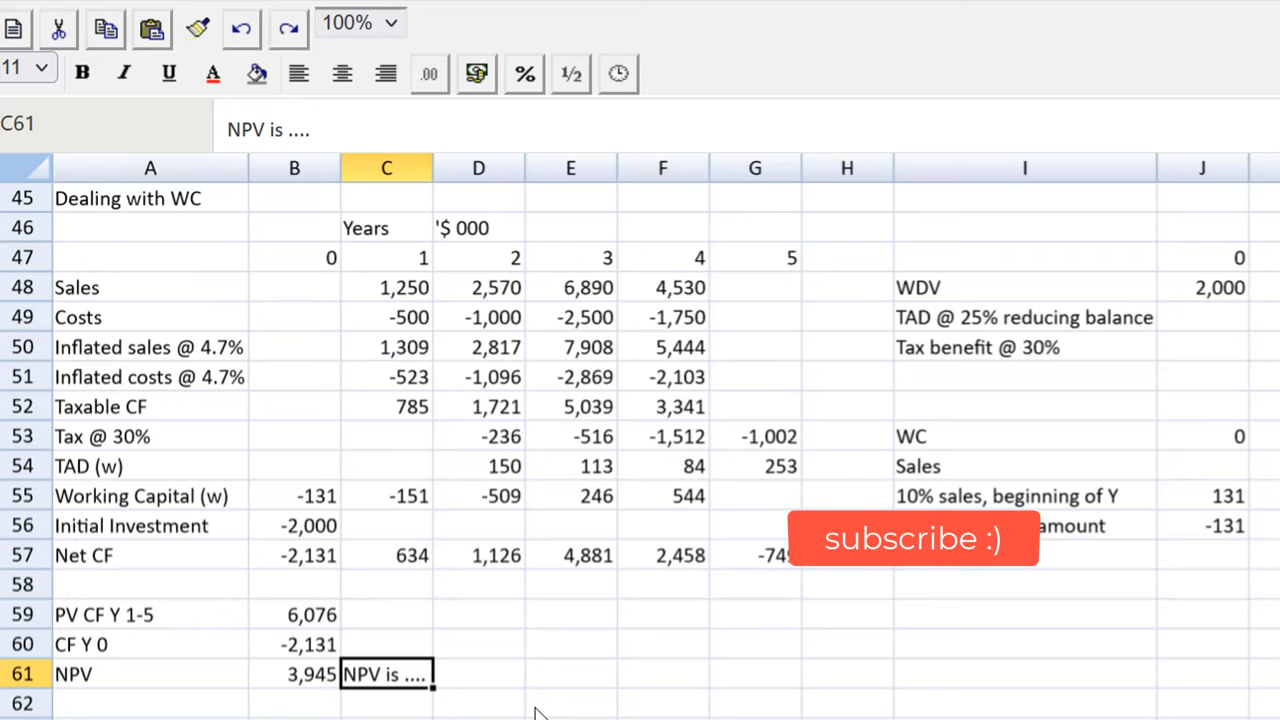 100%
11 B I U A .00 % 1/2
C61 NPV is ....
A B C D E F G H I J
45 Dealing with WC
46 Years '$ 000
47 0 1 2 3 4 5 0
48 Sales 1,250 2,570 6,890 4,530 WDV 2,000
49 Costs -500 -1,000 -2,500 -1,750 TAD @ 25% reducing balance
50 Inflated sales @ 4.7% 1,309 2,817 7,908 5,444 Tax benefit @ 30%
51 Inflated costs @ 4.7% -523 -1,096 -2,869 -2,103
52 Taxable CF 785 1,721 5,039 3,341
53 Tax @ 30% -236 -516 -1,512 -1,002 WC 0
54 TAD (w) 150 113 84 253 Sales
55 Working Capital (w) -131 -151 -509 246 544 10% sales, beginning of Y 131
56 Initial Investment -2,000 amount -131
subscribe :)
57 Net CF -2,131 634 1,126 4,881 2,458
58
59 PV CF Y 1-5 6,076
60 CF Y 0 -2,131
61 NPV 3,945 NPV is ....
62